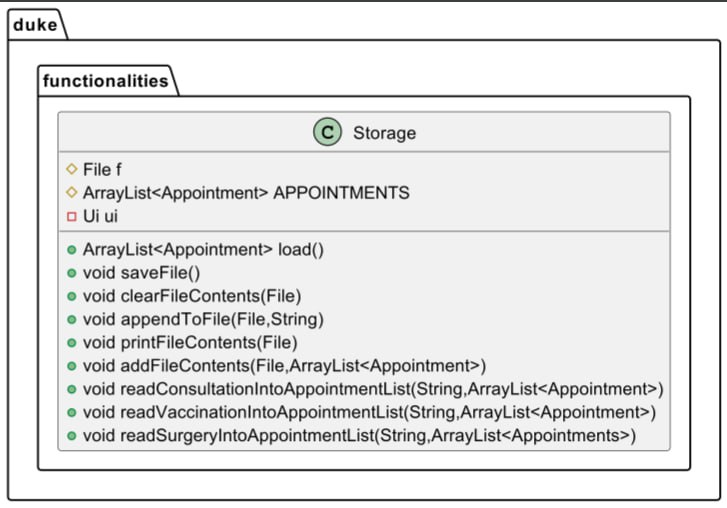 duke
functionalities
C Storage
File f
ArrayList<Appointment> APPOINTMENTS
Ui ui
ArrayList<Appointment> load()
void saveFile()
void clearFileContents(File)
void appendToFile(File,String)
void printFileContents(File)
void addFileContents(File,ArrayList<Appointment>)
void readConsultationIntoAppointmentList(String,ArrayList<Appointment>)
void readVaccinationIntoAppointmentList(String,ArrayList<Appointment>)
void readSurgeryIntoAppointmentList(String,ArrayList<Appointments>)